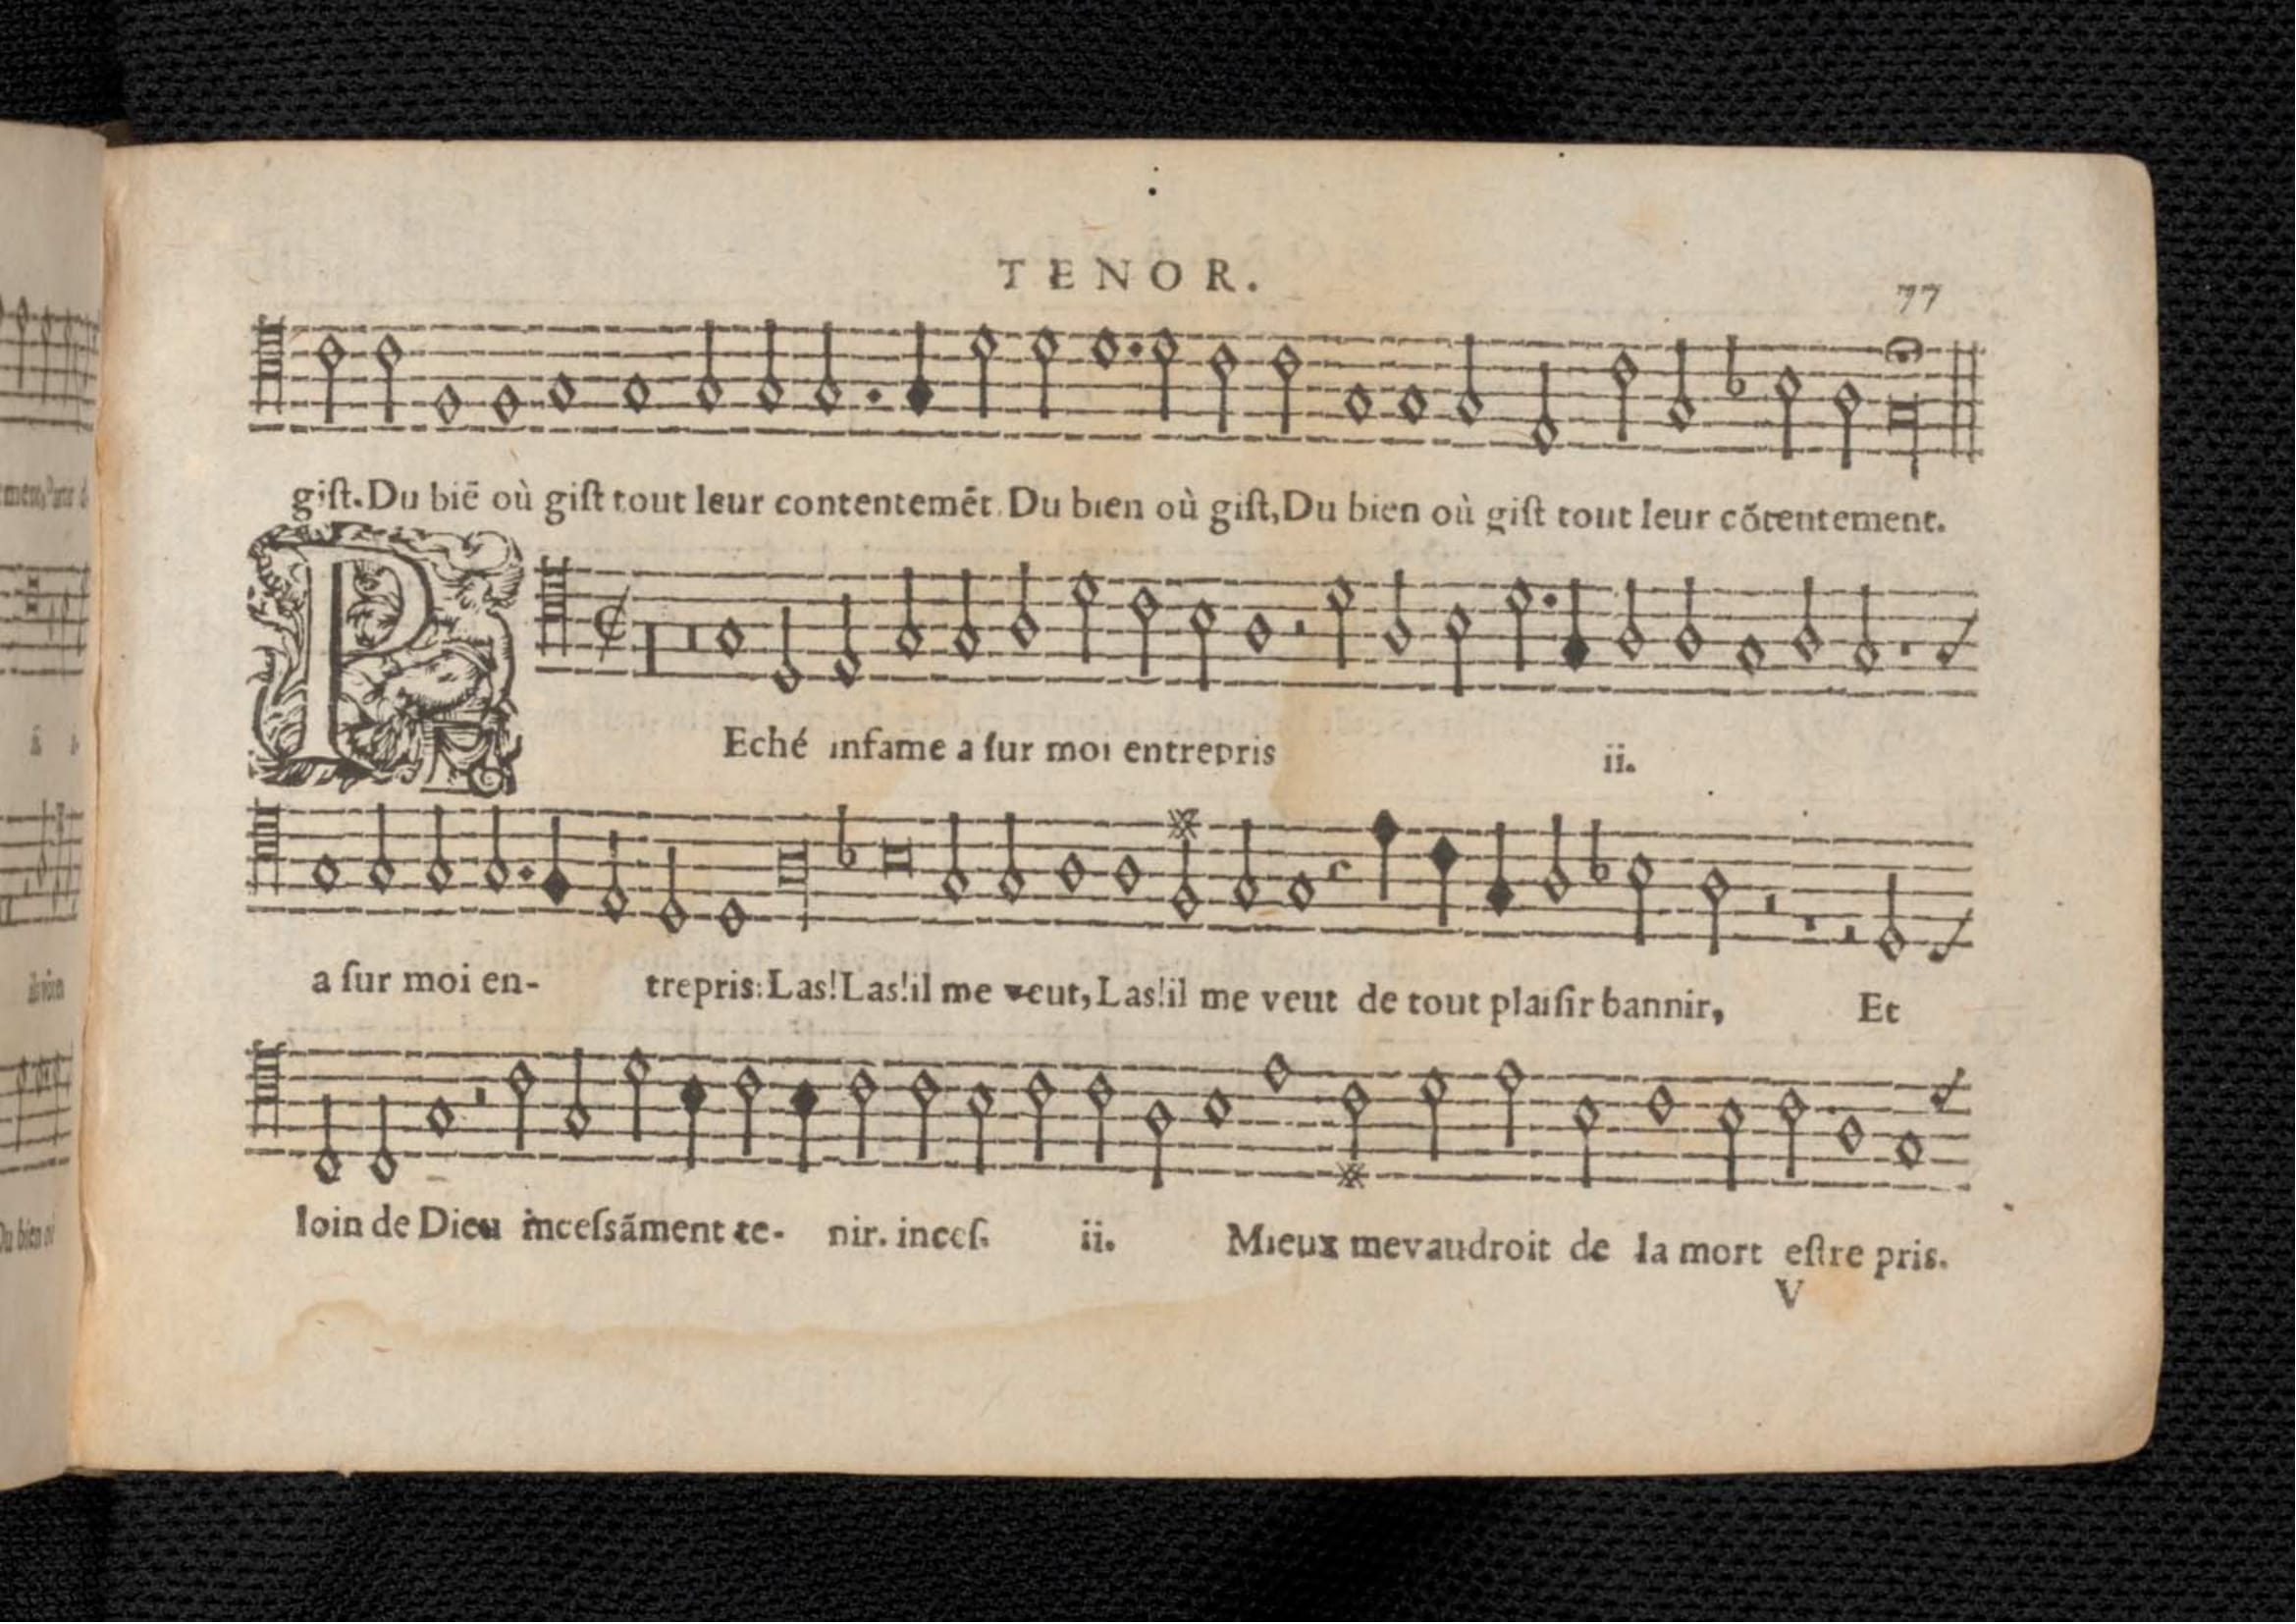 TENOR.
77
giſt. Du biẽ où giſt tout leur contentemẽt. Du bien où giſt, Du bien où giſt tout leur cõtentement.
PEché infame a ſur moi entrepris ii.
a ſur moi en- trepris: Las! Las! il me veut, Las! il me veut de tout plaiſir bannir, Et
loin de Dieu inceſsãment te- nir. inceſ. ii. Mieux me vaudroit de la mort eſtre pris.
V